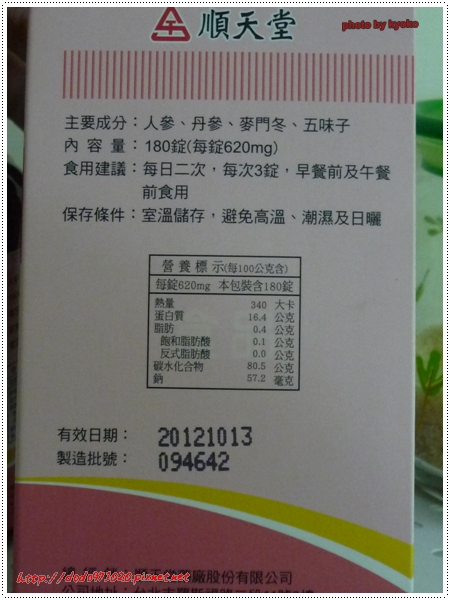 順天堂
photo by kyoko
主要成分：人參、丹參、麥門冬、五味子
內 容 量：180錠(每錠620mg)
食用建議：每日二次，每次3錠，早餐前及午餐
前食用
保存條件：室溫儲存，避免高溫、潮濕及日曬
營 養 標 示(每100公克含)
每錠620mg 本包裝含180錠
熱量 340 大卡
蛋白質 16.4 公克
脂肪 0.4 公克
飽和脂肪酸 0.1 公克
反式脂肪酸 0.0 公克
碳水化合物 80.5 公克
鈉 57.2 毫克
有效日期：20121013
製造批號：094642
股份有限公司